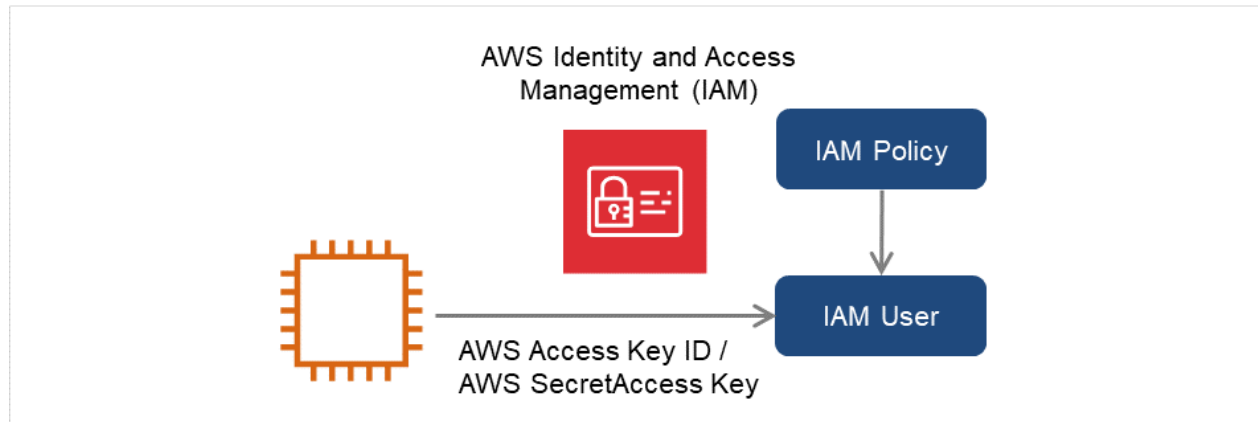 AWS Identity and Access
Management (IAM)
IAM Policy
IAM User
AWS Access Key ID /
AWS SecretAccess Key